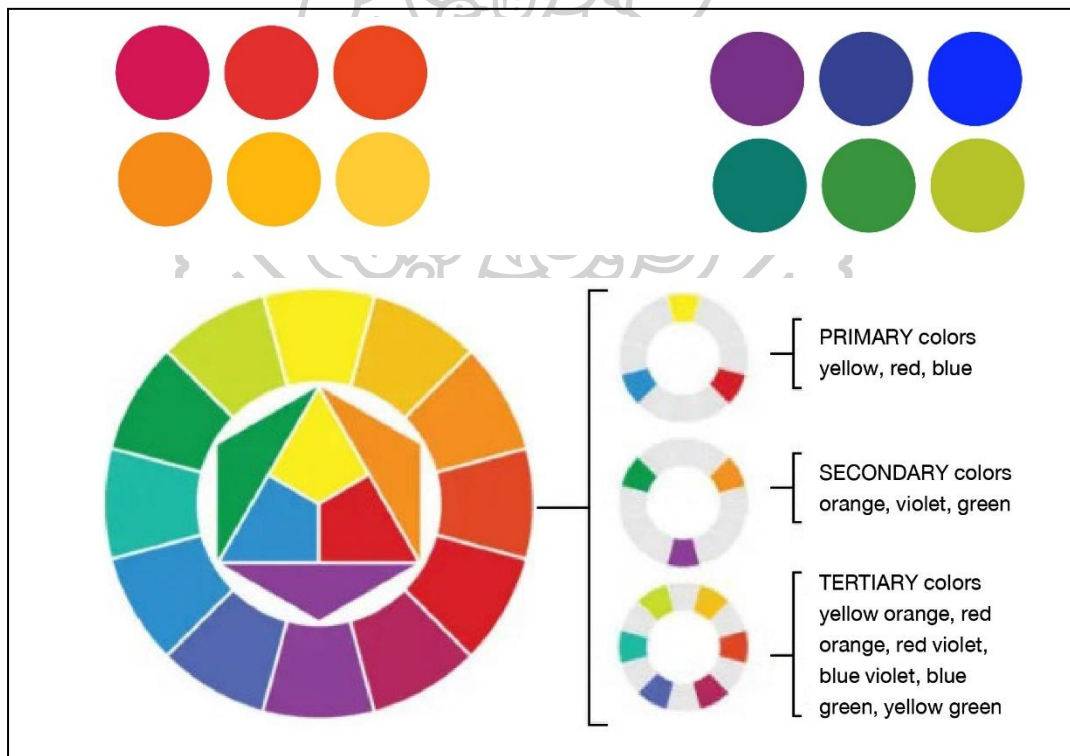 PRIMARY colors
yellow, red, blue
SECONDARY colors
orange, violet, green
TERTIARY colors
yellow orange, red
orange, red violet,
blue violet, blue
green, yellow green